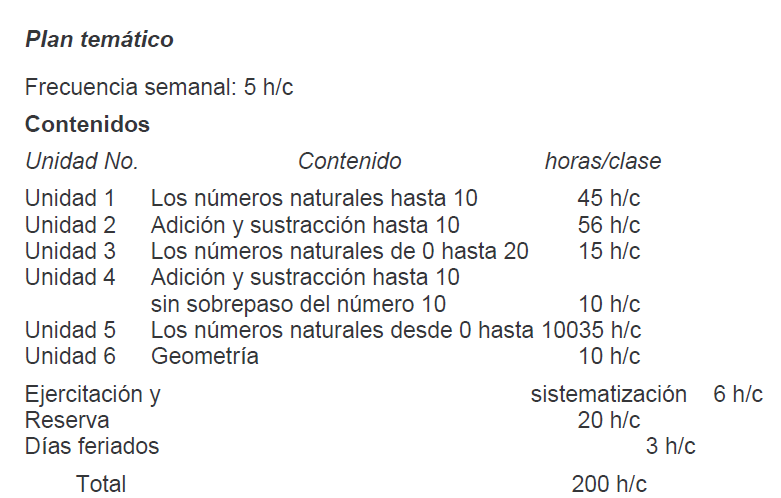 Plan temático
Frecuencia semanal: 5 h/c
Contenidos
Unidad No. Contenido horas/clase
Unidad 1 Los números naturales hasta 10 45 h/c
Unidad 2 Adición y sustracción hasta 10 56 h/c
Unidad 3 Los números naturales de 0 hasta 20 15 h/c
Unidad 4 Adición y sustracción hasta 10
sin sobrepaso del número 10 10 h/c
Unidad 5 Los números naturales desde 0 hasta 10035 h/c
Unidad 6 Geometría 10 h/c
Ejercitación y sistematización 6 h/c
Reserva 20 h/c
Días feriados 3 h/c
Total 200 h/c